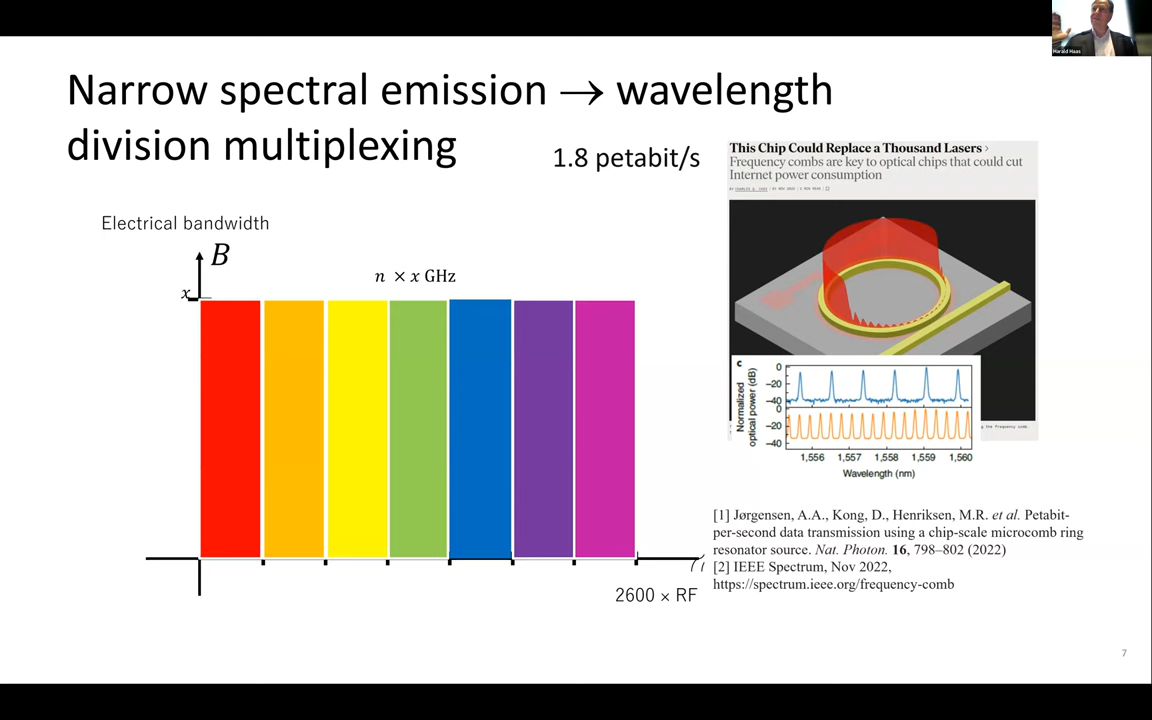 Harald Haas
Narrow spectral emission → wavelength
division multiplexing
1.8 petabit/s
This Chip Could Replace a Thousand Lasers ›
Frequency combs are key to optical chips that could cut
Internet power consumption
Electrical bandwidth
B
x
n × x GHz
c
Normalized
optical power (dB)
0
−20
−40
0
−20
−40
1,556 1,557 1,558 1,559 1,560
Wavelength (nm)
2600 × RF
[1] Jørgensen, A.A., Kong, D., Henriksen, M.R. et al. Petabit-
per-second data transmission using a chip-scale microcomb ring
resonator source. Nat. Photon. 16, 798–802 (2022)
[2] IEEE Spectrum, Nov 2022,
https://spectrum.ieee.org/frequency-comb
7